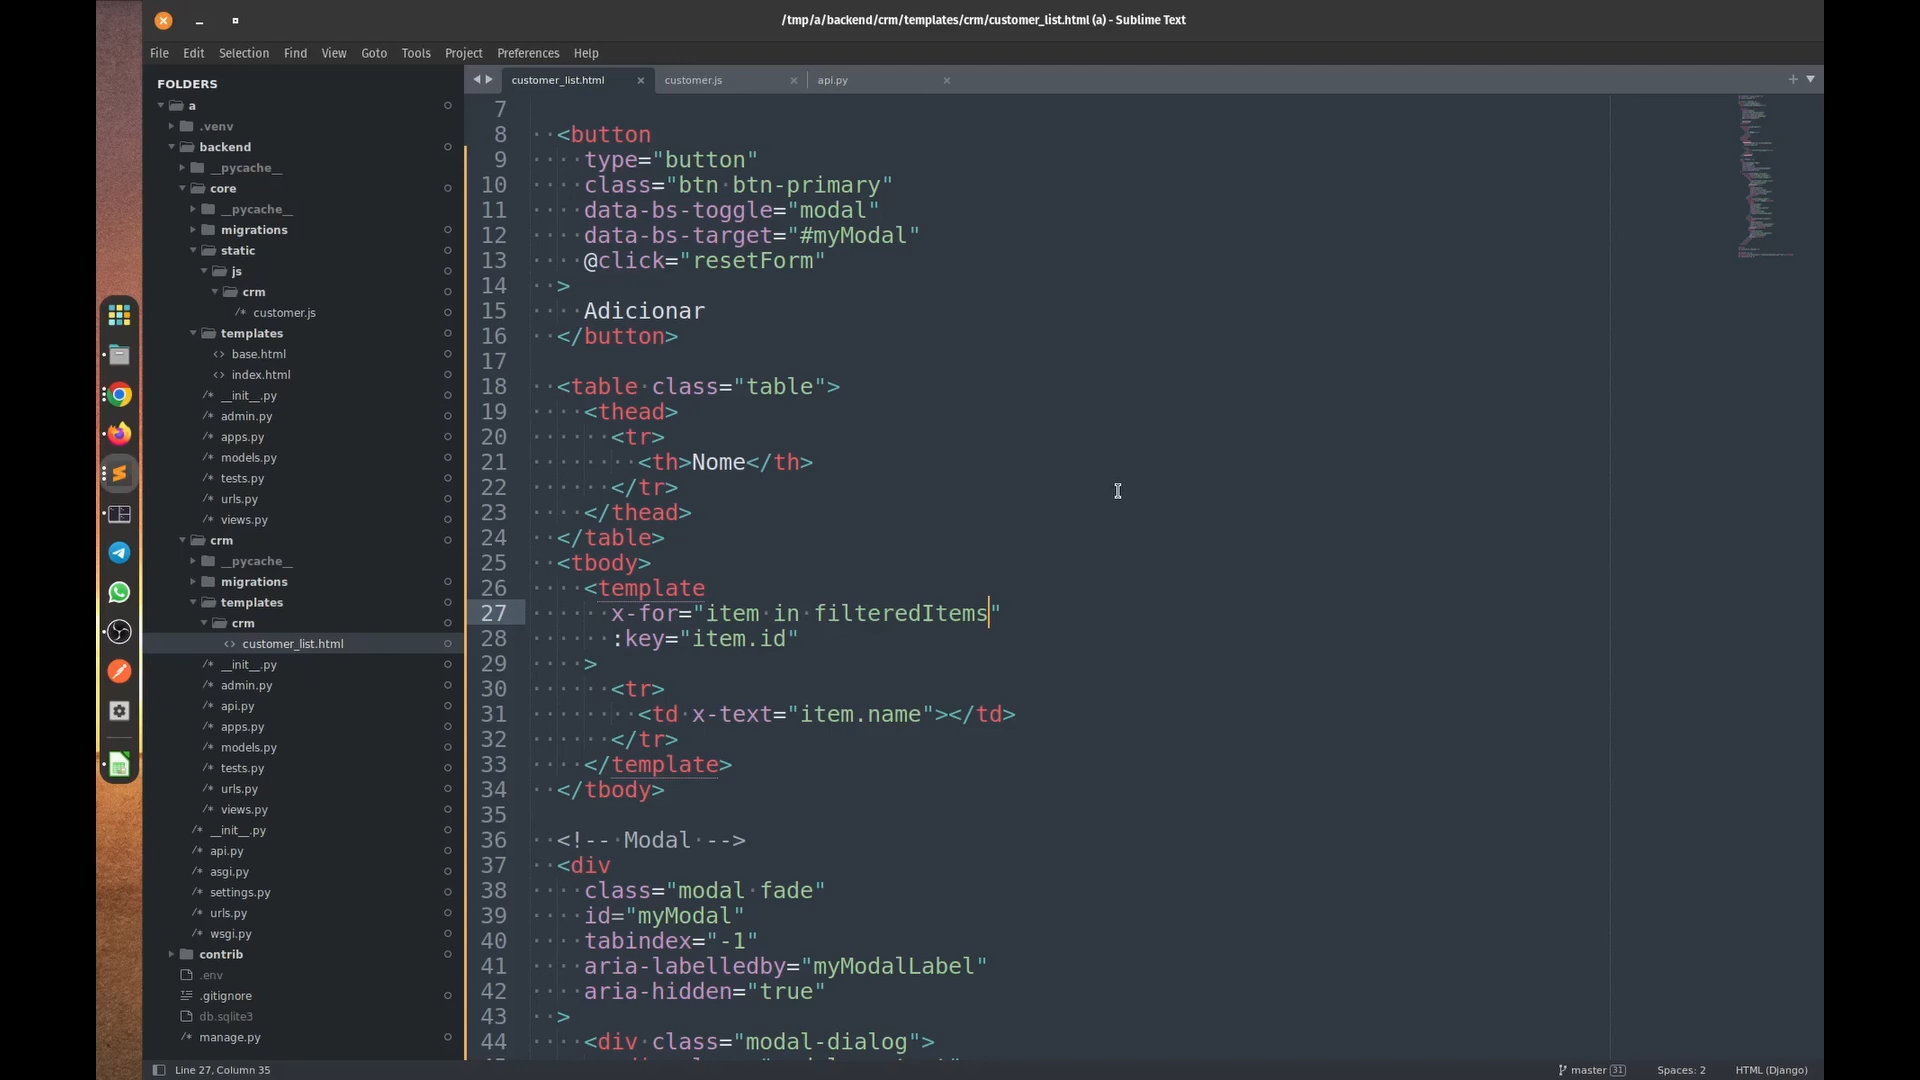 /tmp/a/backend/crm/templates/crm/customer_list.html (a) - Sublime Text
File Edit Selection Find View Goto Tools Project Preferences Help
FOLDERS
a
.venv
backend
__pycache__
core
__pycache__
migrations
static
js
crm
/* customer.js
templates
<> base.html
<> index.html
/* __init__.py
/* admin.py
/* apps.py
/* models.py
/* tests.py
/* urls.py
/* views.py
crm
__pycache__
migrations
templates
crm
<> customer_list.html
/* __init__.py
/* admin.py
/* api.py
/* apps.py
/* models.py
/* tests.py
/* urls.py
/* views.py
/* __init__.py
/* api.py
/* asgi.py
/* settings.py
/* urls.py
/* wsgi.py
contrib
.env
.gitignore
db.sqlite3
/* manage.py
customer_list.html customer.js api.py
7
8 <button
9 type="button"
10 class="btn btn-primary"
11 data-bs-toggle="modal"
12 data-bs-target="#myModal"
13 @click="resetForm"
14 >
15 Adicionar
16 </button>
17
18 <table class="table">
19 <thead>
20 <tr>
21 <th>Nome</th>
22 </tr>
23 </thead>
24 </table>
25 <tbody>
26 <template
27 x-for="item in filteredItems"
28 :key="item.id"
29 >
30 <tr>
31 <td x-text="item.name"></td>
32 </tr>
33 </template>
34 </tbody>
35
36 <!-- Modal -->
37 <div
38 class="modal fade"
39 id="myModal"
40 tabindex="-1"
41 aria-labelledby="myModalLabel"
42 aria-hidden="true"
43 >
44 <div class="modal-dialog">
Line 27, Column 35 master 31 Spaces: 2 HTML (Django)